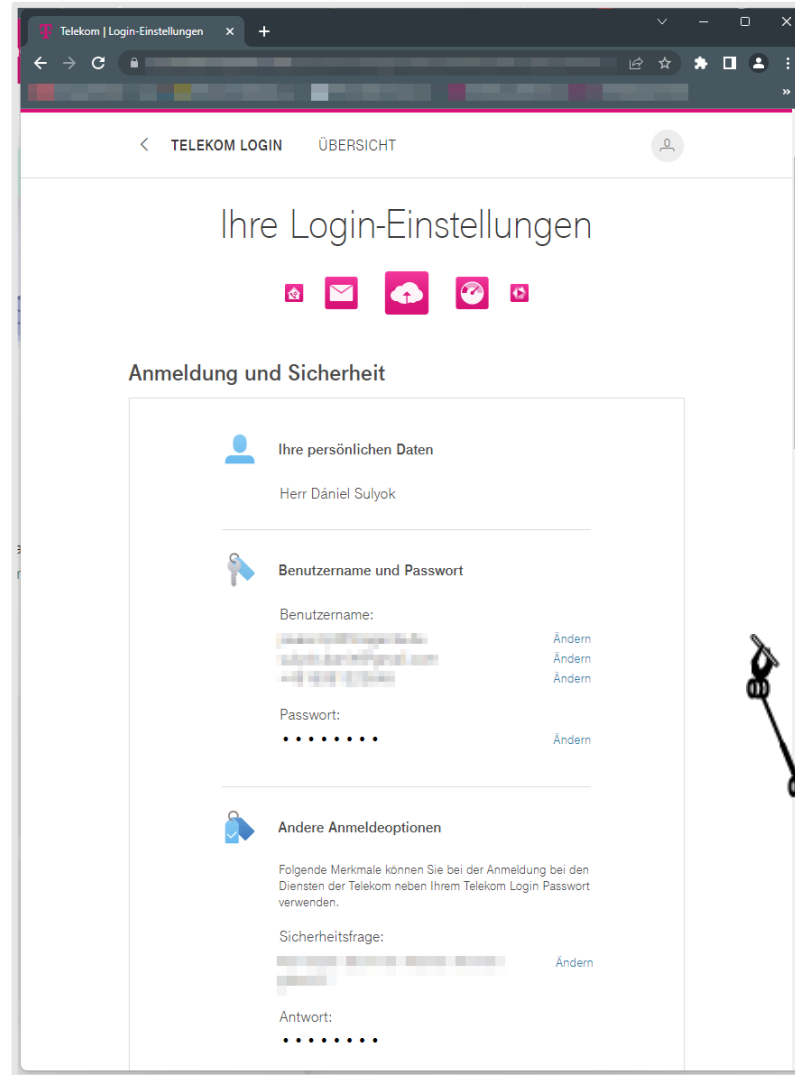 Telekom | Login-Einstellungen
TELEKOM LOGIN ÜBERSICHT
Ihre Login-Einstellungen
Anmeldung und Sicherheit
Ihre persönlichen Daten
Herr Dániel Sulyok
Benutzername und Passwort
Benutzername:
Ändern
Ändern
Ändern
Passwort:
•••••••• Ändern
Andere Anmeldeoptionen
Folgende Merkmale können Sie bei der Anmeldung bei den
Diensten der Telekom neben Ihrem Telekom Login Passwort
verwenden.
Sicherheitsfrage:
Ändern
Antwort:
••••••••